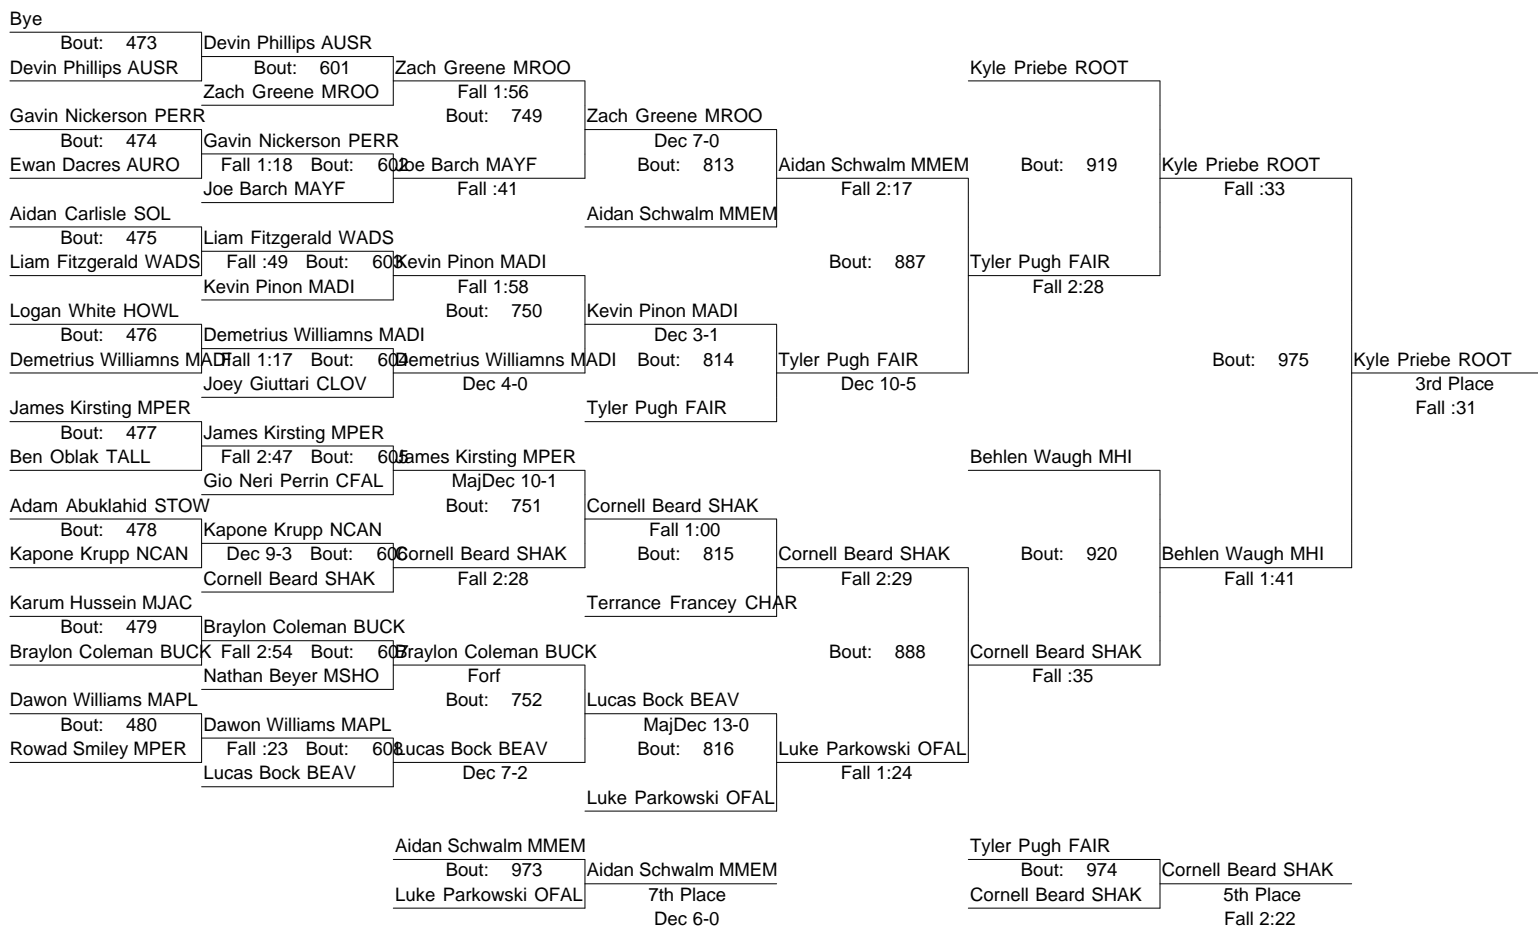 Bye
Bout: 473 Devin Phillips AUSR
Devin Phillips AUSR Bout: 601 Zach Greene MROO Kyle Priebe ROOT
Zach Greene MROO Fall 1:56
Gavin Nickerson PERR Bout: 749 Zach Greene MROO
Bout: 474 Gavin Nickerson PERR Dec 7-0
Ewan Dacres AURO Fall 1:18 Bout: 602 Joe Barch MAYF Bout: 813 Aidan Schwalm MMEM Bout: 919 Kyle Priebe ROOT
Joe Barch MAYF Fall :41 Fall 2:17 Fall :33
Aidan Carlisle SOL Aidan Schwalm MMEM
Bout: 475 Liam Fitzgerald WADS
Liam Fitzgerald WADS Fall :49 Bout: 603 Kevin Pinon MADI Bout: 887 Tyler Pugh FAIR
Kevin Pinon MADI Fall 1:58 Fall 2:28
Logan White HOWL Bout: 750 Kevin Pinon MADI
Bout: 476 Demetrius Williamns MADI Dec 3-1
Demetrius Williamns MADI Fall 1:17 Bout: 604 Demetrius Williamns MADI Bout: 814 Tyler Pugh FAIR Bout: 975 Kyle Priebe ROOT
Joey Giuttari CLOV Dec 4-0 Dec 10-5 3rd Place
James Kirsting MPER Tyler Pugh FAIR Fall :31
Bout: 477 James Kirsting MPER
Ben Oblak TALL Fall 2:47 Bout: 605 James Kirsting MPER Behlen Waugh MHI
Gio Neri Perrin CFAL MajDec 10-1
Adam Abuklahid STOW Bout: 751 Cornell Beard SHAK
Bout: 478 Kapone Krupp NCAN Fall 1:00
Kapone Krupp NCAN Dec 9-3 Bout: 606 Cornell Beard SHAK Bout: 815 Cornell Beard SHAK Bout: 920 Behlen Waugh MHI
Cornell Beard SHAK Fall 2:28 Fall 2:29 Fall 1:41
Karum Hussein MJAC Terrance Francey CHAR
Bout: 479 Braylon Coleman BUCK
Braylon Coleman BUCK Fall 2:54 Bout: 607 Braylon Coleman BUCK Bout: 888 Cornell Beard SHAK
Nathan Beyer MSHO Forf Fall :35
Dawon Williams MAPL Bout: 752 Lucas Bock BEAV
Bout: 480 Dawon Williams MAPL MajDec 13-0
Rowad Smiley MPER Fall :23 Bout: 608 Lucas Bock BEAV Bout: 816 Luke Parkowski OFAL
Lucas Bock BEAV Dec 7-2 Fall 1:24
Luke Parkowski OFAL
Aidan Schwalm MMEM Tyler Pugh FAIR
Bout: 973 Aidan Schwalm MMEM Bout: 974 Cornell Beard SHAK
Luke Parkowski OFAL 7th Place Cornell Beard SHAK 5th Place
Dec 6-0 Fall 2:22